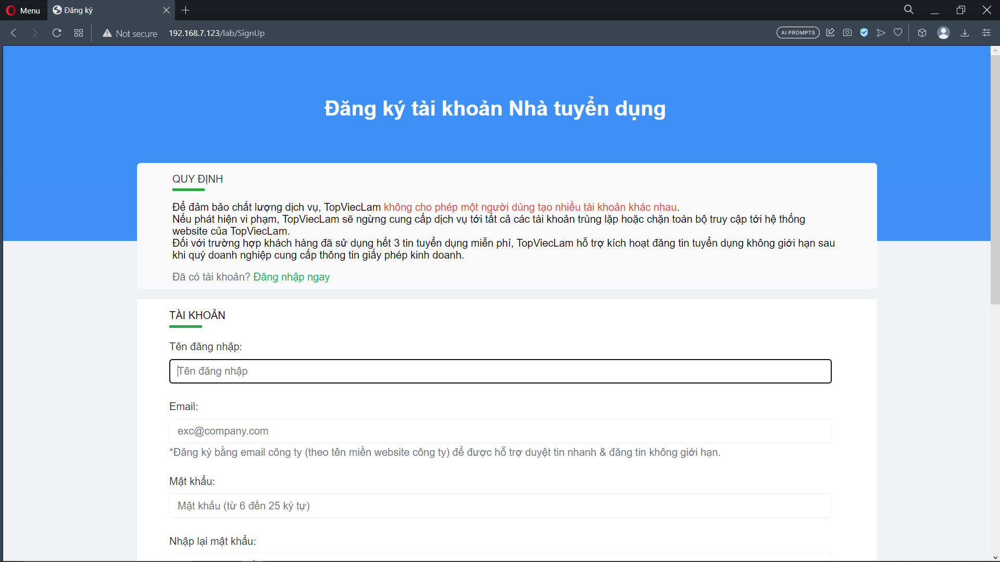 Menu
Đăng ký
Not secure
192.168.7.123/lab/SignUp
AI PROMPTS
Đăng ký tài khoản Nhà tuyển dụng
QUY ĐỊNH
Để đảm bảo chất lượng dịch vụ, TopViecLam không cho phép một người dùng tạo nhiều tài khoản khác nhau.
Nếu phát hiện vi phạm, TopViecLam sẽ ngừng cung cấp dịch vụ tới tất cả các tài khoản trùng lặp hoặc chặn toàn bộ truy cập tới hệ thống
website của TopViecLam.
Đối với trường hợp khách hàng đã sử dụng hết 3 tin tuyển dụng miễn phí, TopViecLam hỗ trợ kích hoạt đăng tin tuyển dụng không giới hạn sau
khi quý doanh nghiệp cung cấp thông tin giấy phép kinh doanh.
Đã có tài khoản? Đăng nhập ngay
TÀI KHOẢN
Tên đăng nhập:
Tên đăng nhập
Email:
exc@company.com
*Đăng ký bằng email công ty (theo tên miền website công ty) để được hỗ trợ duyệt tin nhanh & đăng tin không giới hạn.
Mật khẩu:
Mật khẩu (từ 6 đến 25 ký tự)
Nhập lại mật khẩu: